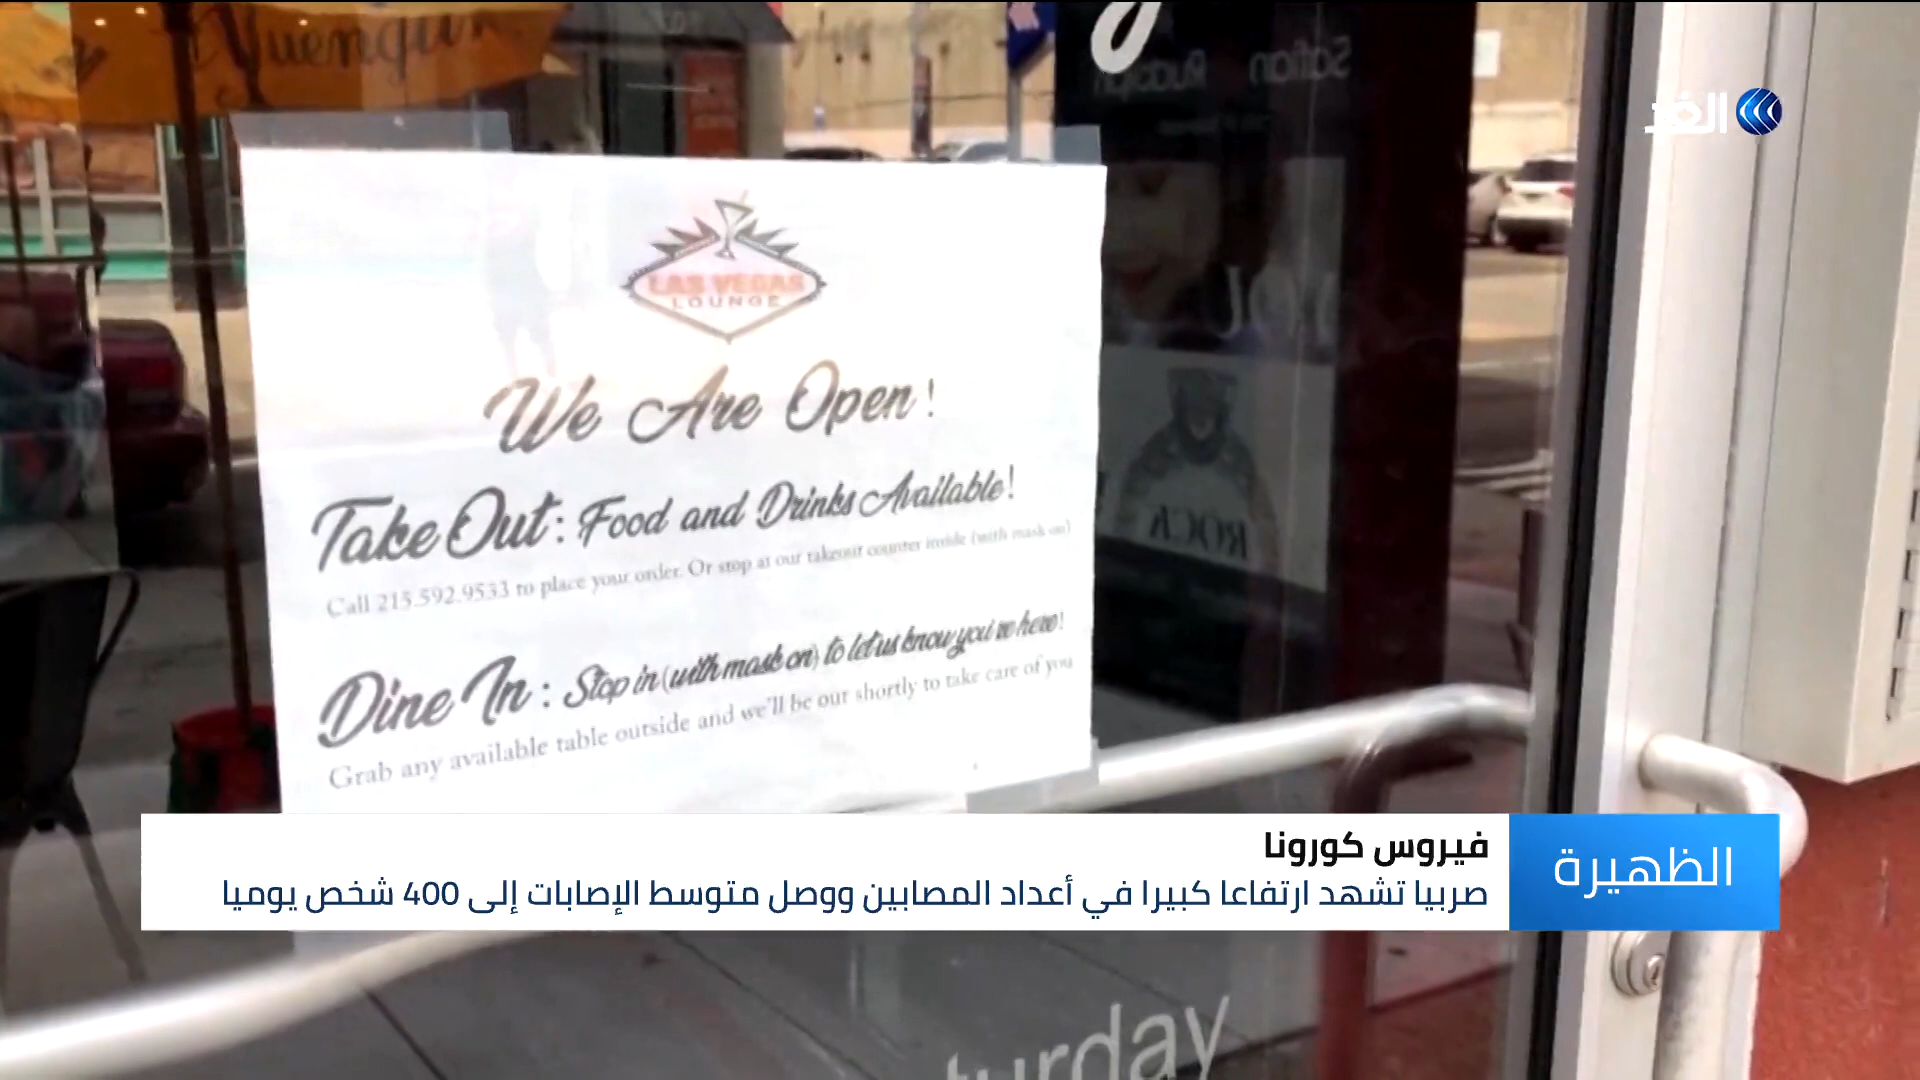 الغد
LAS VEGAS
LOUNGE
We Are Open!
Take Out: Food and Drinks Available!
Call 215.592.9533 to place your order. Or stop at our takeout counter inside (with mask on)
Dine In: Stop in (with mask on) to let us know you're here!
Grab any available table outside and we'll be our shortly to take care of you
ROCK
فيروس كورونا
الظهيرة
صربيا تشهد ارتفاعا كبيرا في أعداد المصابين ووصل متوسط الإصابات إلى 400 شخص يوميا
turday